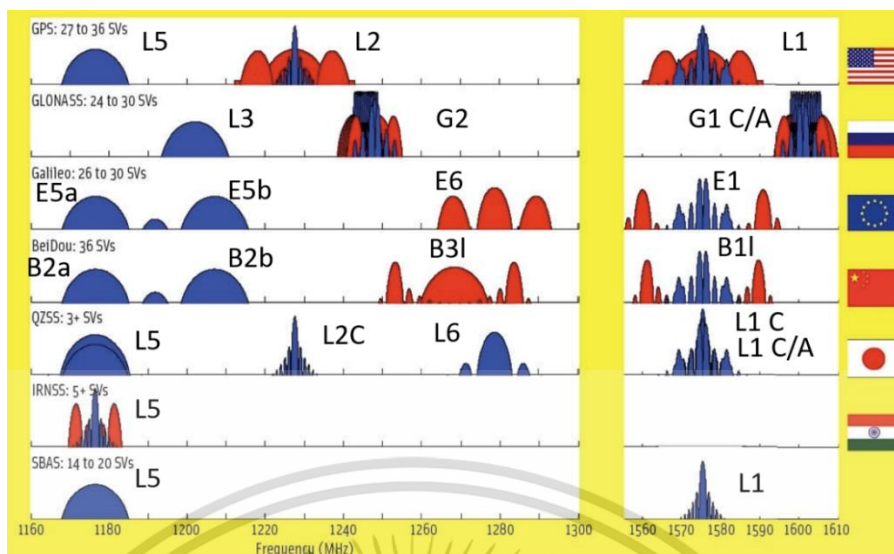 GPS: 27 to 36 SVs
L5
L2
L1
GLONASS: 24 to 30 SVs
L3
G2
G1 C/A
Galileo: 26 to 30 SVs
E5a
E5b
E6
E1
BeiDou: 36 SVs
B2a
B2b
B3l
B1l
QZSS: 3+ SVs
L5
L2C
L6
L1 C
L1 C/A
IRNSS: 5+ SVs
L5
SBAS: 14 to 20 SVs
L5
L1
1160 1180 1200 1220 1240 1260 1280 1300 1560 1570 1580 1590 1600 1610
Frequency (MHz)